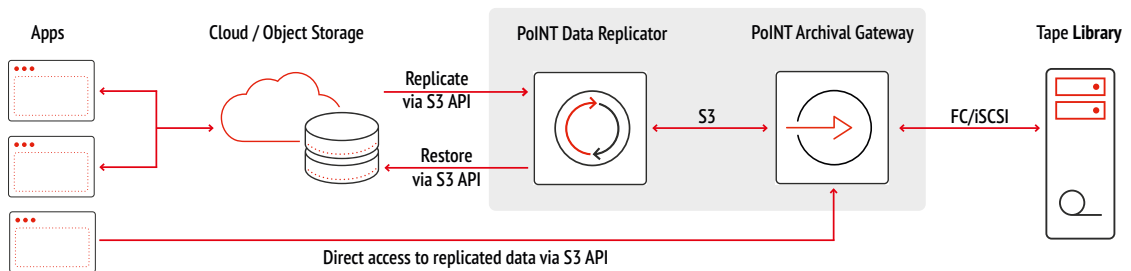 Apps
Cloud / Object Storage
PoINT Data Replicator
PoINT Archival Gateway
Tape Library
Replicate
via S3 API
S3
FC/iSCSI
Restore
via S3 API
Direct access to replicated data via S3 API